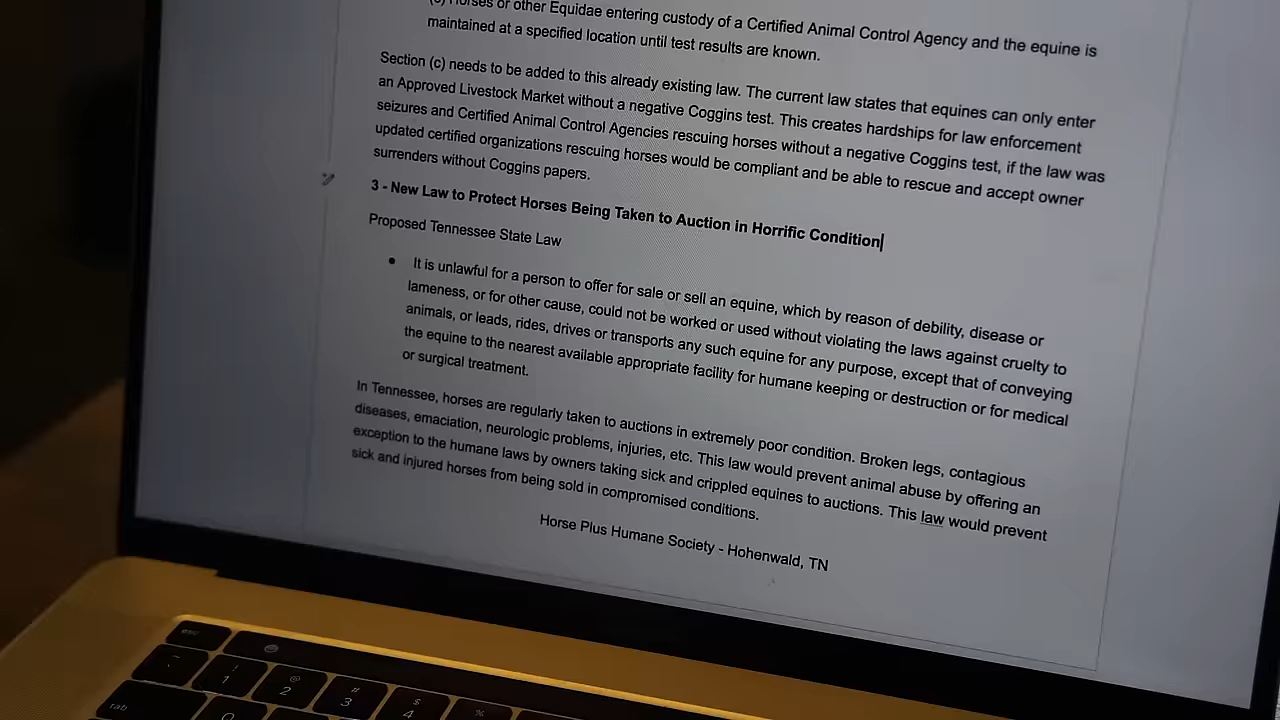 (c) Horses or other Equidae entering custody of a Certified Animal Control Agency and the equine is
maintained at a specified location until test results are known.
Section (c) needs to be added to this already existing law. The current law states that equines can only enter
an Approved Livestock Market without a negative Coggins test. This creates hardships for law enforcement
seizures and Certified Animal Control Agencies rescuing horses without a negative Coggins test, if the law was
updated certified organizations rescuing horses would be compliant and be able to rescue and accept owner
surrenders without Coggins papers.
3 - New Law to Protect Horses Being Taken to Auction in Horrific Condition
Proposed Tennessee State Law
• It is unlawful for a person to offer for sale or sell an equine, which by reason of debility, disease or
lameness, or for other cause, could not be worked or used without violating the laws against cruelty to
animals, or leads, rides, drives or transports any such equine for any purpose, except that of conveying
the equine to the nearest available appropriate facility for humane keeping or destruction or for medical
or surgical treatment.
In Tennessee, horses are regularly taken to auctions in extremely poor condition. Broken legs, contagious
diseases, emaciation, neurologic problems, injuries, etc. This law would prevent animal abuse by offering an
exception to the humane laws by owners taking sick and crippled equines to auctions. This law would prevent
sick and injured horses from being sold in compromised conditions.
Horse Plus Humane Society - Hohenwald, TN
esc
~ `
! 1
@ 2
# 3
$ 4
%
tab
Q